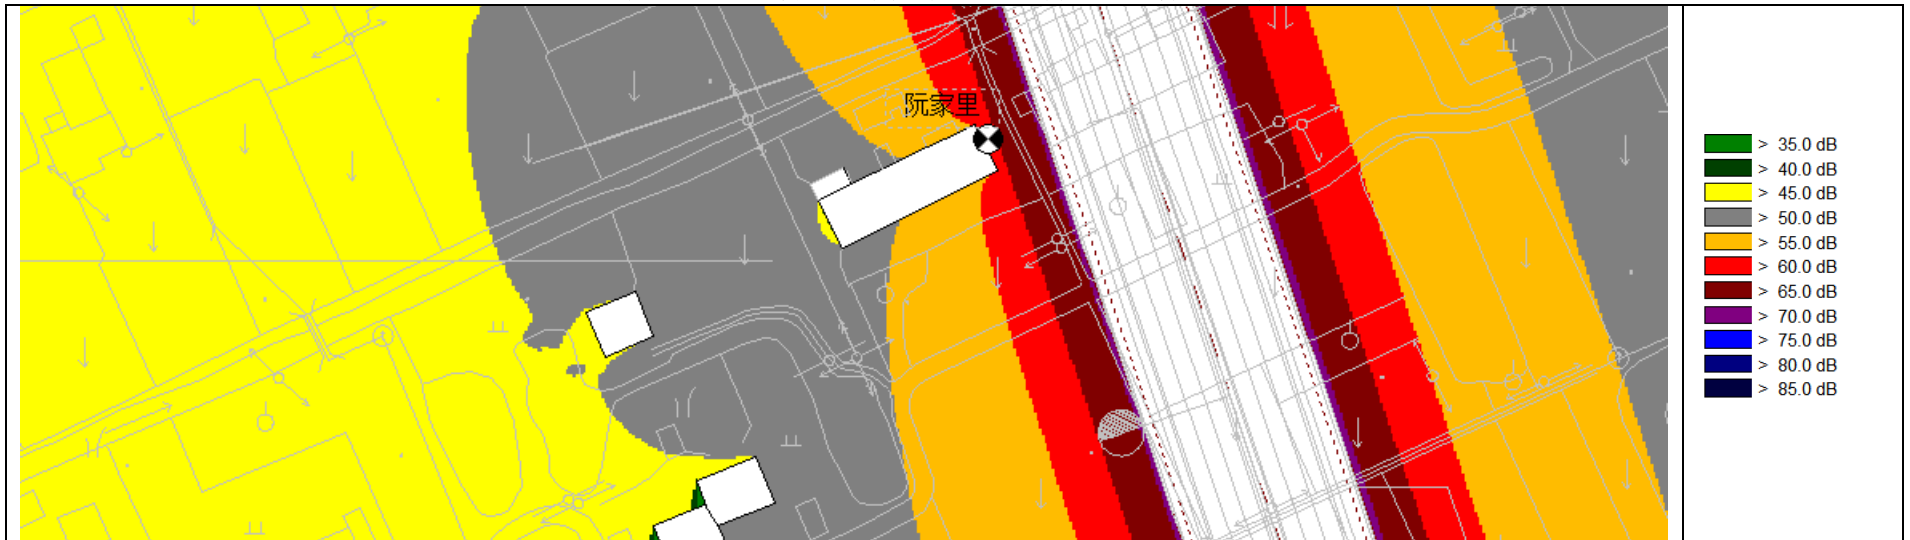 阮家里
> 35.0 dB
> 40.0 dB
> 45.0 dB
> 50.0 dB
> 55.0 dB
> 60.0 dB
> 65.0 dB
> 70.0 dB
> 75.0 dB
> 80.0 dB
> 85.0 dB